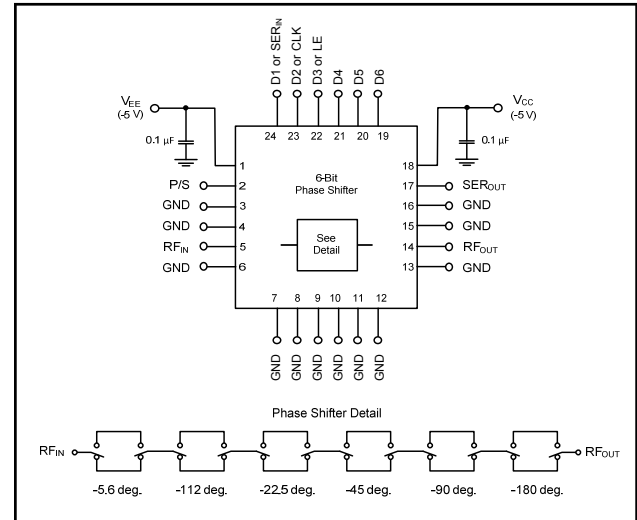 D1 or SERIN
D2 or CLK
D3 or LE
D4
D5
D6
VEE
(-5 V)
VCC
(-5 V)
0.1 µF
0.1 µF
24 23 22 21 20 19
1
2
3
4
5
6
18
17
16
15
14
13
6-Bit
Phase Shifter
See
Detail
P/S
GND
GND
RFIN
GND
SEROUT
GND
GND
RFOUT
GND
7 8 9 10 11 12
GND
GND
GND
GND
GND
GND
Phase Shifter Detail
RFIN
RFOUT
-5.6 deg. -112 deg. -22.5 deg. -45 deg. -90 deg. -180 deg.